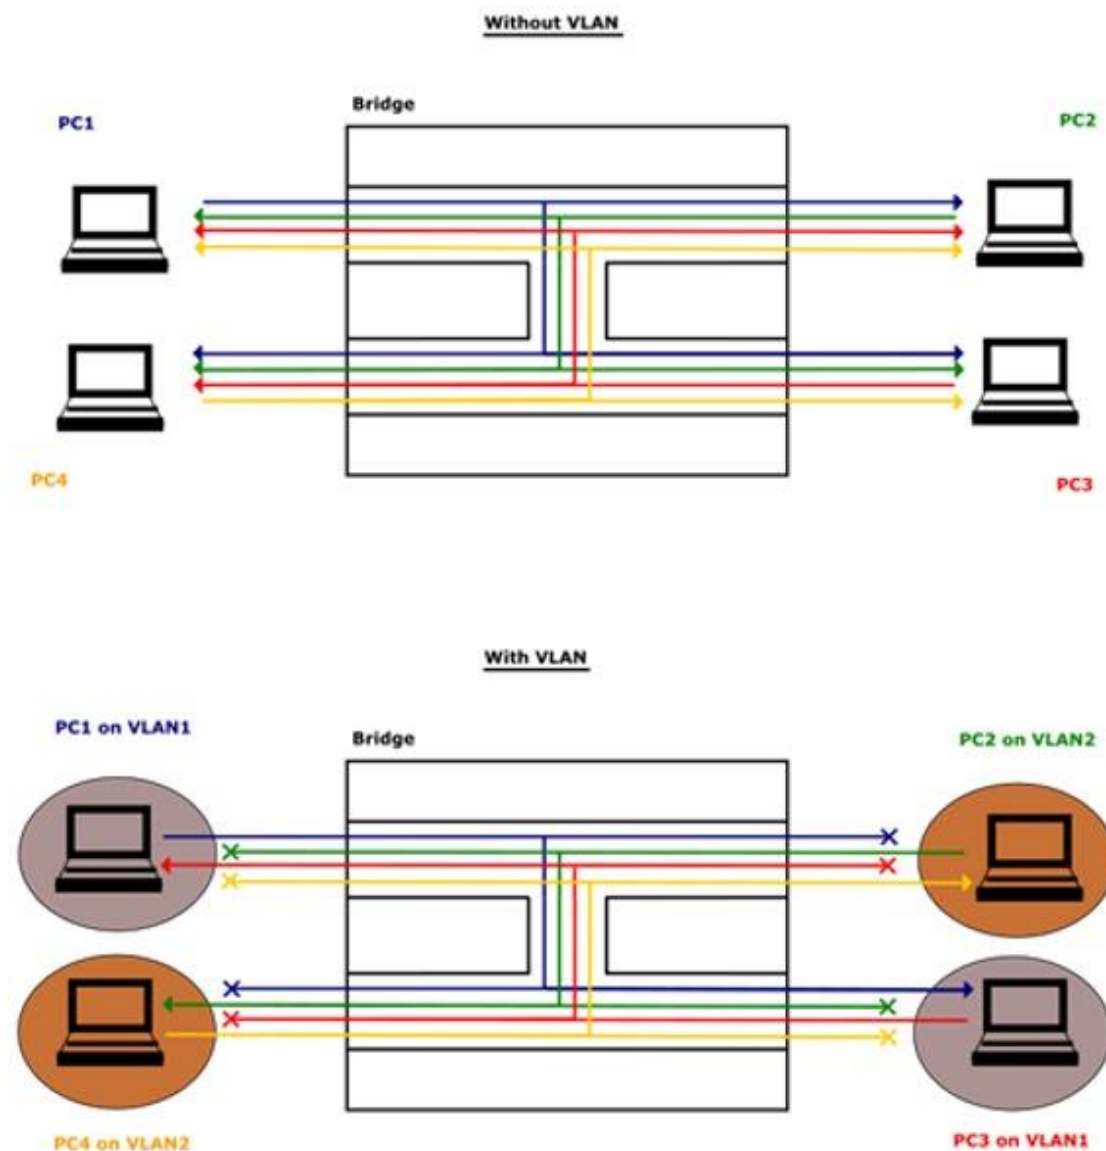 Without VLAN
Bridge
PC1
PC2
PC4
PC3
With VLAN
PC1 on VLAN1
Bridge
PC2 on VLAN2
PC4 on VLAN2
PC3 on VLAN1